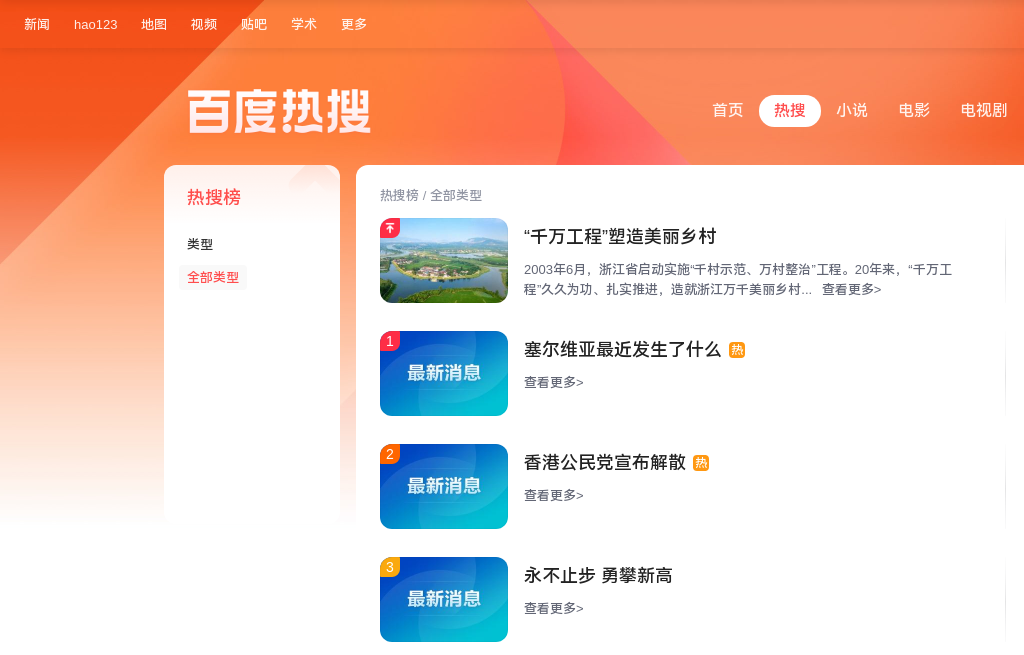 新闻 hao123 地图 视频 贴吧 学术 更多
百度热搜
首页 热搜 小说 电影 电视剧
热搜榜
类型
全部类型
热搜榜 / 全部类型
“千万工程”塑造美丽乡村
2003年6月，浙江省启动实施“千村示范、万村整治”工程。20年来，“千万工
程”久久为功、扎实推进，造就浙江万千美丽乡村... 查看更多>
1
最新消息
塞尔维亚最近发生了什么 热
查看更多>
2
最新消息
香港公民党宣布解散 热
查看更多>
3
最新消息
永不止步 勇攀新高
查看更多>